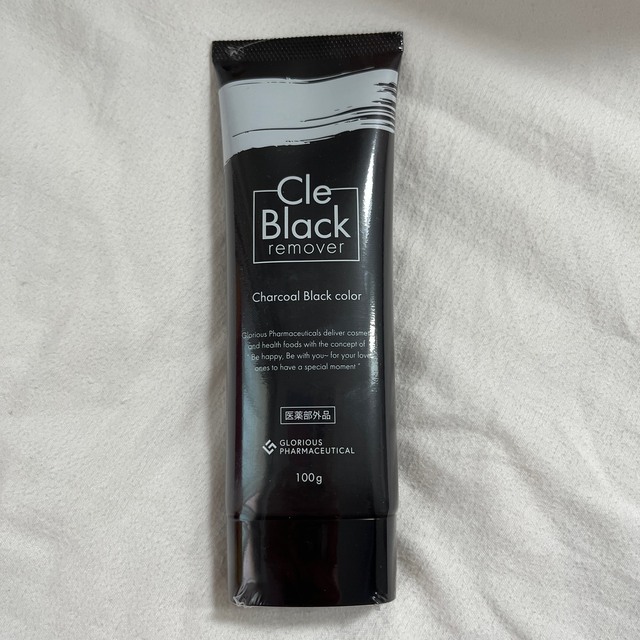 Cle
Black
remover
Charcoal Black color
Glorious Pharmaceuticals deliver cosmet
and health foods with the concept of
Be happy, Be with you– for your love
ones to have a special moment "
医薬部外品
GLORIOUS
PHARMACEUTICAL
100g